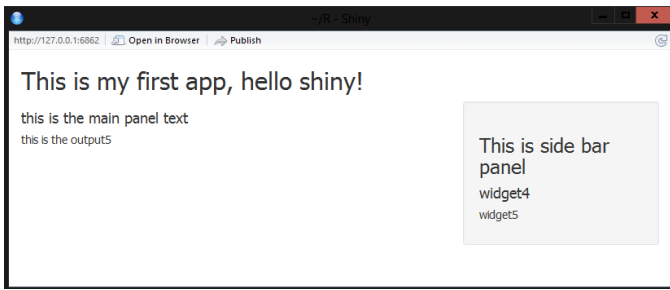 ~/R - Shiny
http://127.0.0.1:6862 Open in Browser Publish
This is my first app, hello shiny!
this is the main panel text
this is the output5
This is side bar
panel
widget4
widget5